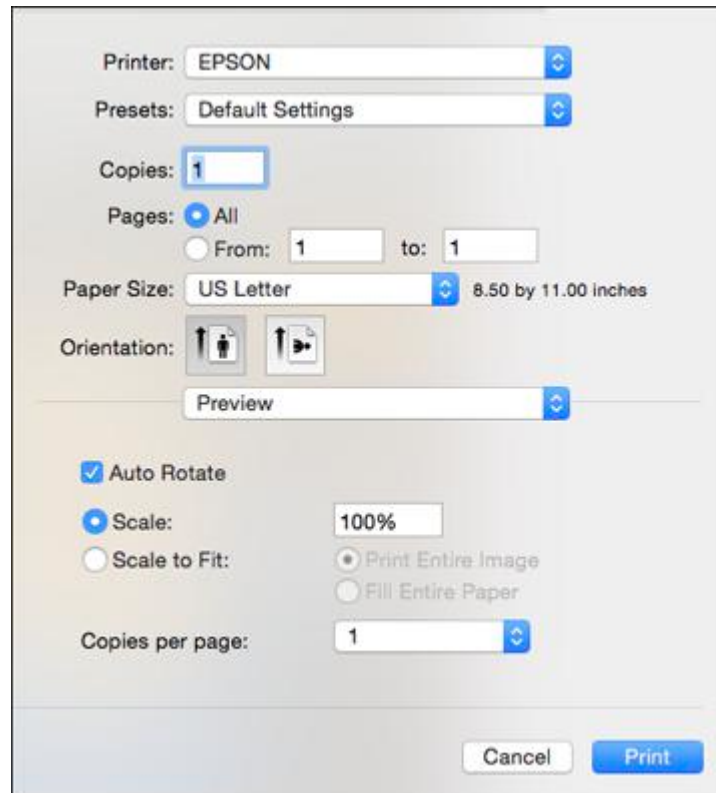 Printer: EPSON
Presets: Default Settings
Copies: 1
Pages: All
From: 1 to: 1
Paper Size: US Letter 8.50 by 11.00 inches
Orientation:
Preview
Auto Rotate
Scale: 100%
Scale to Fit: Print Entire Image
Fill Entire Paper
Copies per page: 1
Cancel Print